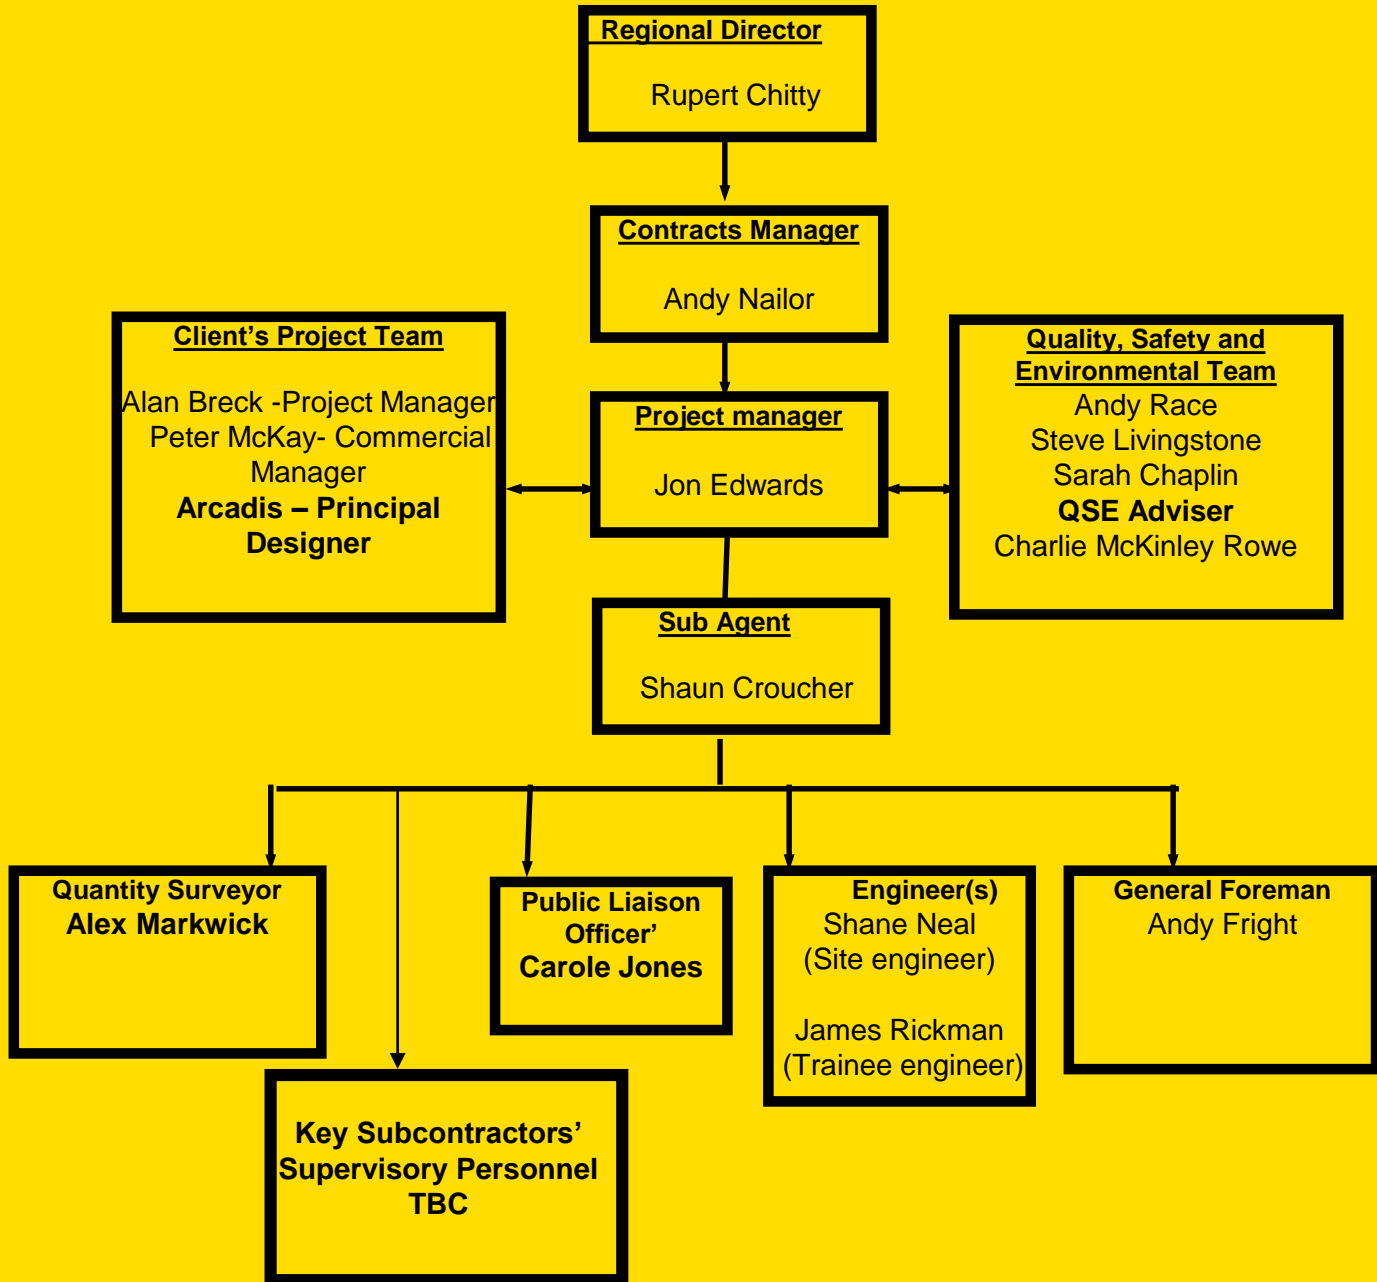 Regional Director
Rupert Chitty
Contracts Manager
Andy Nailor
Client's Project Team
Alan Breck -Project Manager
Peter McKay- Commercial
Manager
Arcadis – Principal
Designer
Project manager
Jon Edwards
Quality, Safety and
Environmental Team
Andy Race
Steve Livingstone
Sarah Chaplin
QSE Adviser
Charlie McKinley Rowe
Sub Agent
Shaun Croucher
Quantity Surveyor
Alex Markwick
Key Subcontractors’
Supervisory Personnel
TBC
Public Liaison
Officer’
Carole Jones
Engineer(s)
Shane Neal
(Site engineer)
James Rickman
(Trainee engineer)
General Foreman
Andy Fright